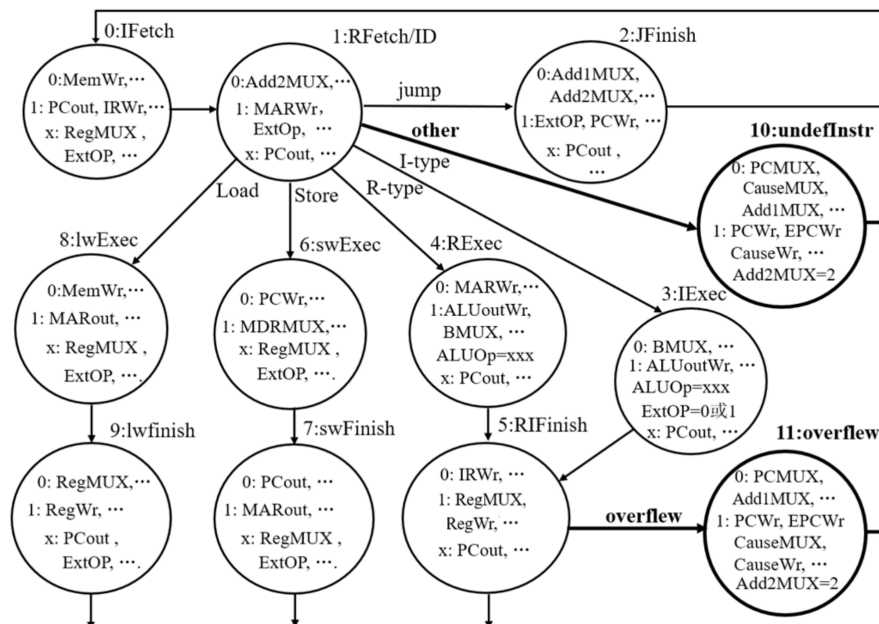 0:IFetch
0:MemWr,…
1: PCout, IRWr,…
x: RegMUX ,
ExtOP, …
1:RFetch/ID
0:Add2MUX,…
1: MARWr,
ExtOp, …
x: PCout, …
2:JFinish
0:Add1MUX,
Add2MUX,…
1:ExtOP, PCWr, …
x: PCout ,
…
jump
other
I-type
R-type
Store
Load
10:undefInstr
0: PCMUX,
CauseMUX,
Add1MUX, …
1: PCWr, EPCWr
CauseWr, …
Add2MUX=2
8:lwExec
0:MemWr,…
1: MARout, …
x: RegMUX ,
ExtOP, ….
6:swExec
0: PCWr,…
1: MDRMUX,…
x: RegMUX ,
ExtOP, ….
4:RExec
0: MARWr,…
1:ALUoutWr,
BMUX, …
ALUOp=xxx
x: PCout, …
3:IExec
0: BMUX, …
1: ALUoutWr, …
ALUOp=xxx
ExtOP=0或1
x: PCout, …
9:lwfinish
0: RegMUX,…
1: RegWr, …
x: PCout ,
ExtOP, ….
7:swFinish
0: PCout, …
1: MARout, …
x: RegMUX ,
ExtOP, ….
5:RIFinish
0: IRWr, …
1: RegMUX,
RegWr, …
x: PCout, …
overflew
11:overflew
0: PCMUX,
Add1MUX, …
1: PCWr, EPCWr
CauseMUX,
CauseWr, …
Add2MUX=2